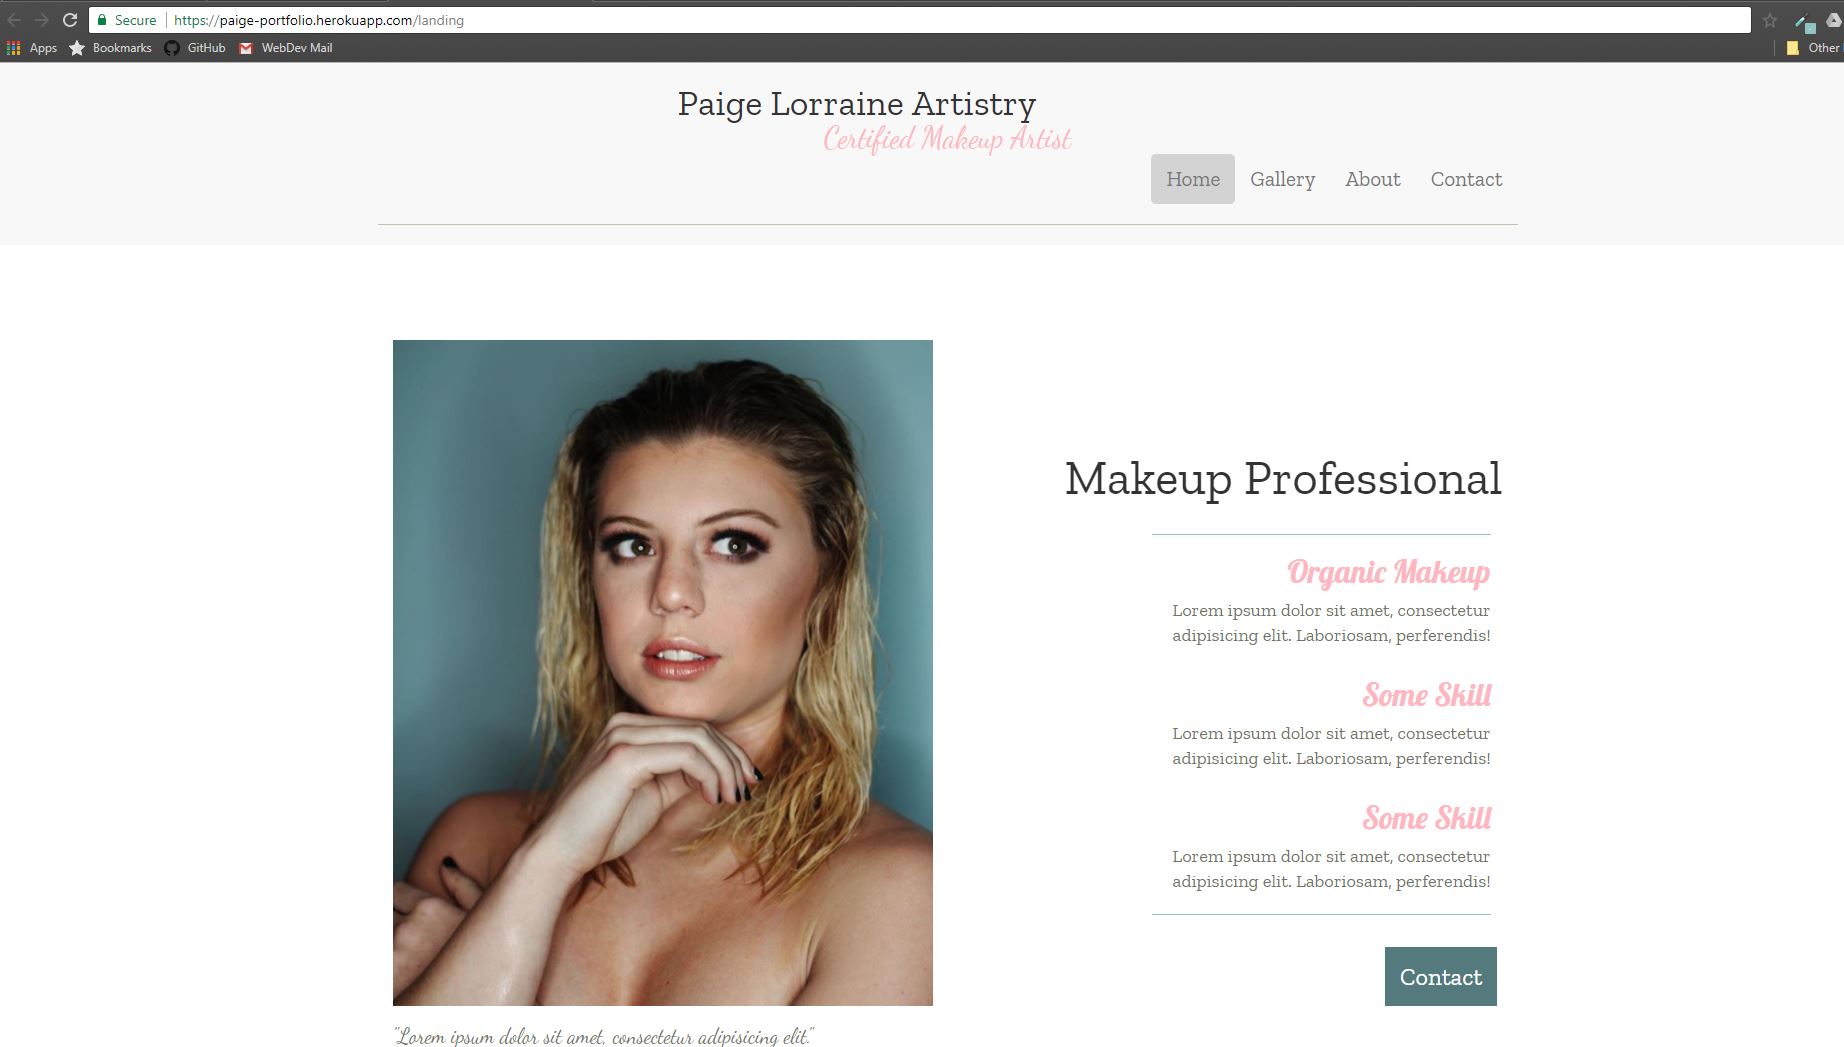 Secure https://paige-portfolio.herokuapp.com/landing
Apps Bookmarks GitHub WebDev Mail Other
Paige Lorraine Artistry
Certified Makeup Artist
Home Gallery About Contact
Makeup Professional
Organic Makeup
Lorem ipsum dolor sit amet, consectetur
adipisicing elit. Laboriosam, perferendis!
Some Skill
Lorem ipsum dolor sit amet, consectetur
adipisicing elit. Laboriosam, perferendis!
Some Skill
Lorem ipsum dolor sit amet, consectetur
adipisicing elit. Laboriosam, perferendis!
Contact
"Lorem ipsum dolor sit amet, consectetur adipisicing elit."